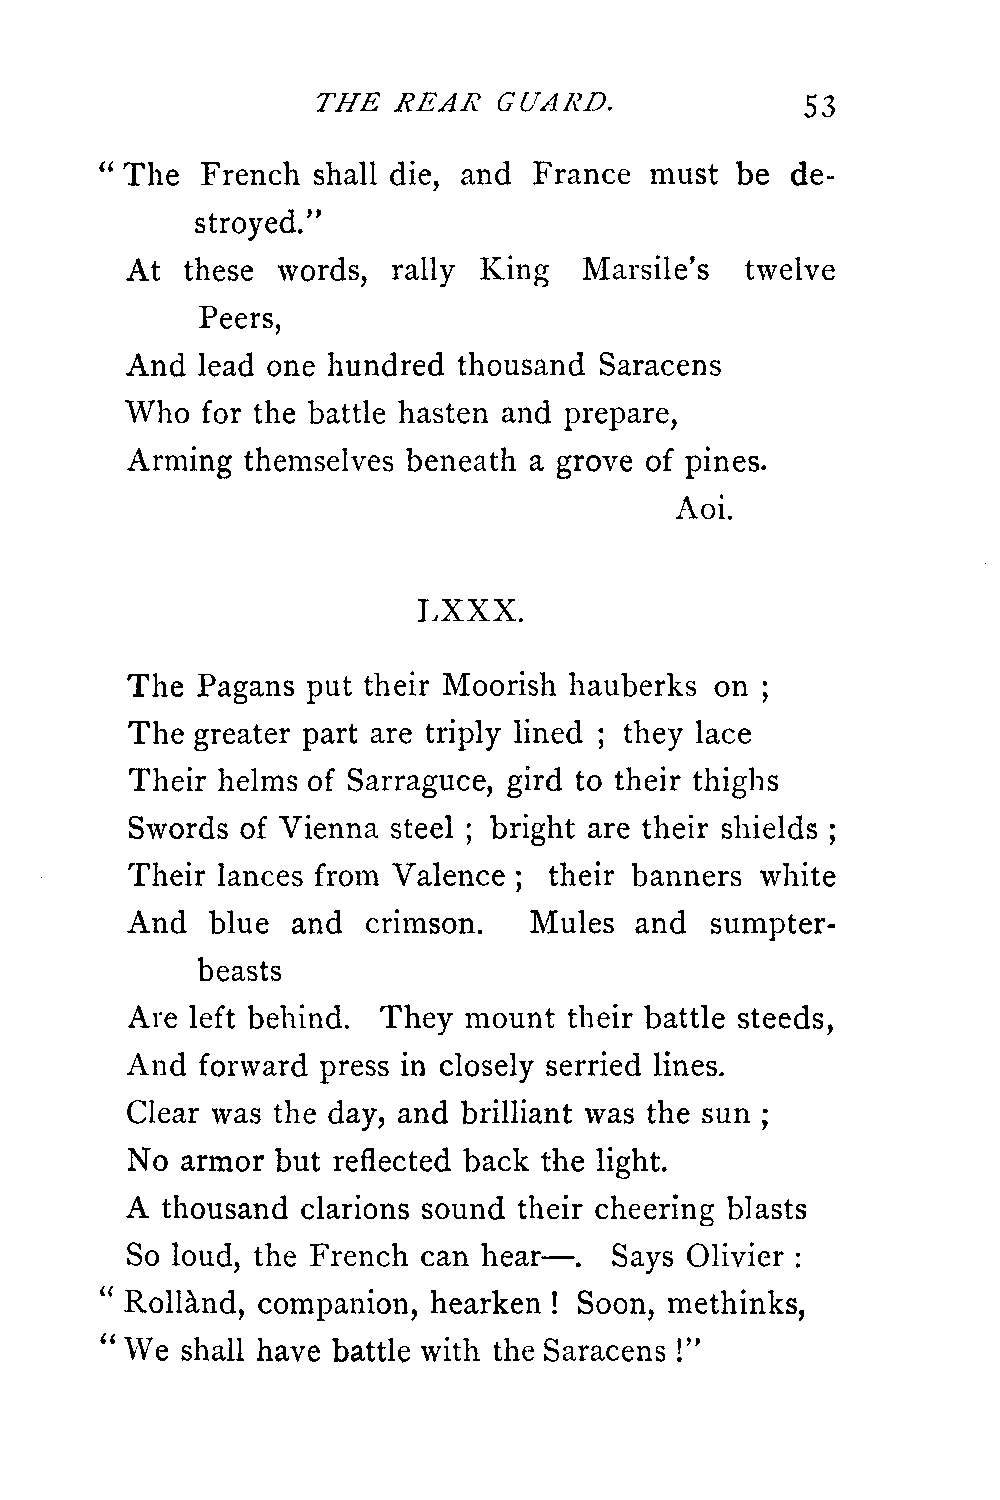 THE REAR GUARD. 53
“ The French shall die, and France must be de-
stroyed.”
At these words, rally King Marsile's twelve
Peers,
And lead one hundred thousand Saracens
Who for the battle hasten and prepare,
Arming themselves beneath a grove of pines.
Aoi.
LXXX.
The Pagans put their Moorish hauberks on ;
The greater part are triply lined ; they lace
Their helms of Sarraguce, gird to their thighs
Swords of Vienna steel ; bright are their shields ;
Their lances from Valence ; their banners white
And blue and crimson. Mules and sumpter-
beasts
Are left behind. They mount their battle steeds,
And forward press in closely serried lines.
Clear was the day, and brilliant was the sun ;
No armor but reflected back the light.
A thousand clarions sound their cheering blasts
So loud, the French can hear—. Says Olivier :
“ Rollànd, companion, hearken ! Soon, methinks,
“ We shall have battle with the Saracens !”